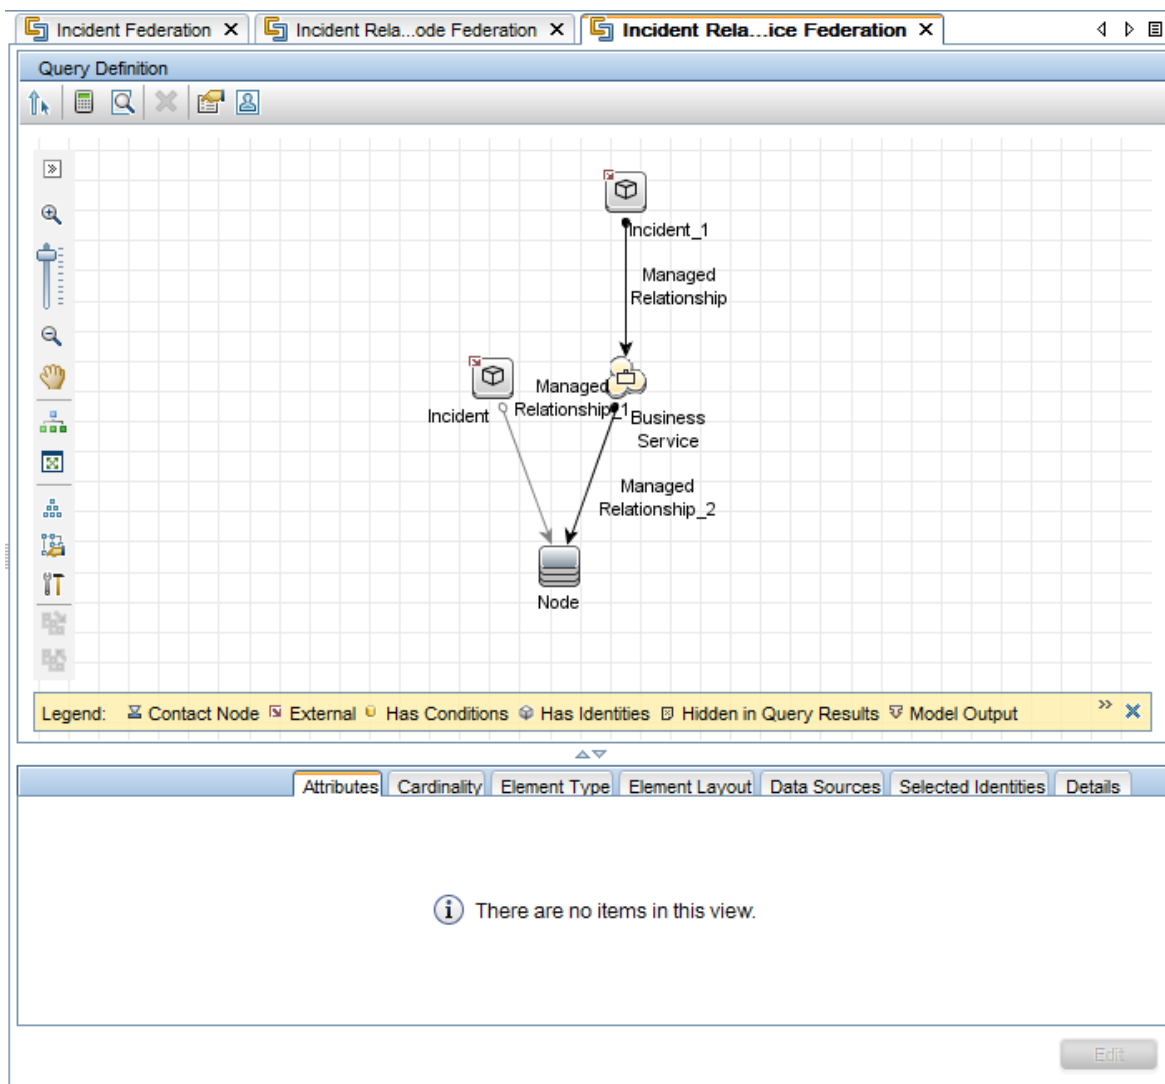 Incident Federation
Incident Rela...ode Federation
Incident Rela...ice Federation
Query Definition
Incident_1
Managed
Relationship
Incident
Managed
Relationship_1
Business
Service
Managed
Relationship_2
Node
Legend: Contact Node External Has Conditions Has Identities Hidden in Query Results Model Output
Attributes Cardinality Element Type Element Layout Data Sources Selected Identities Details
There are no items in this view.
Edit